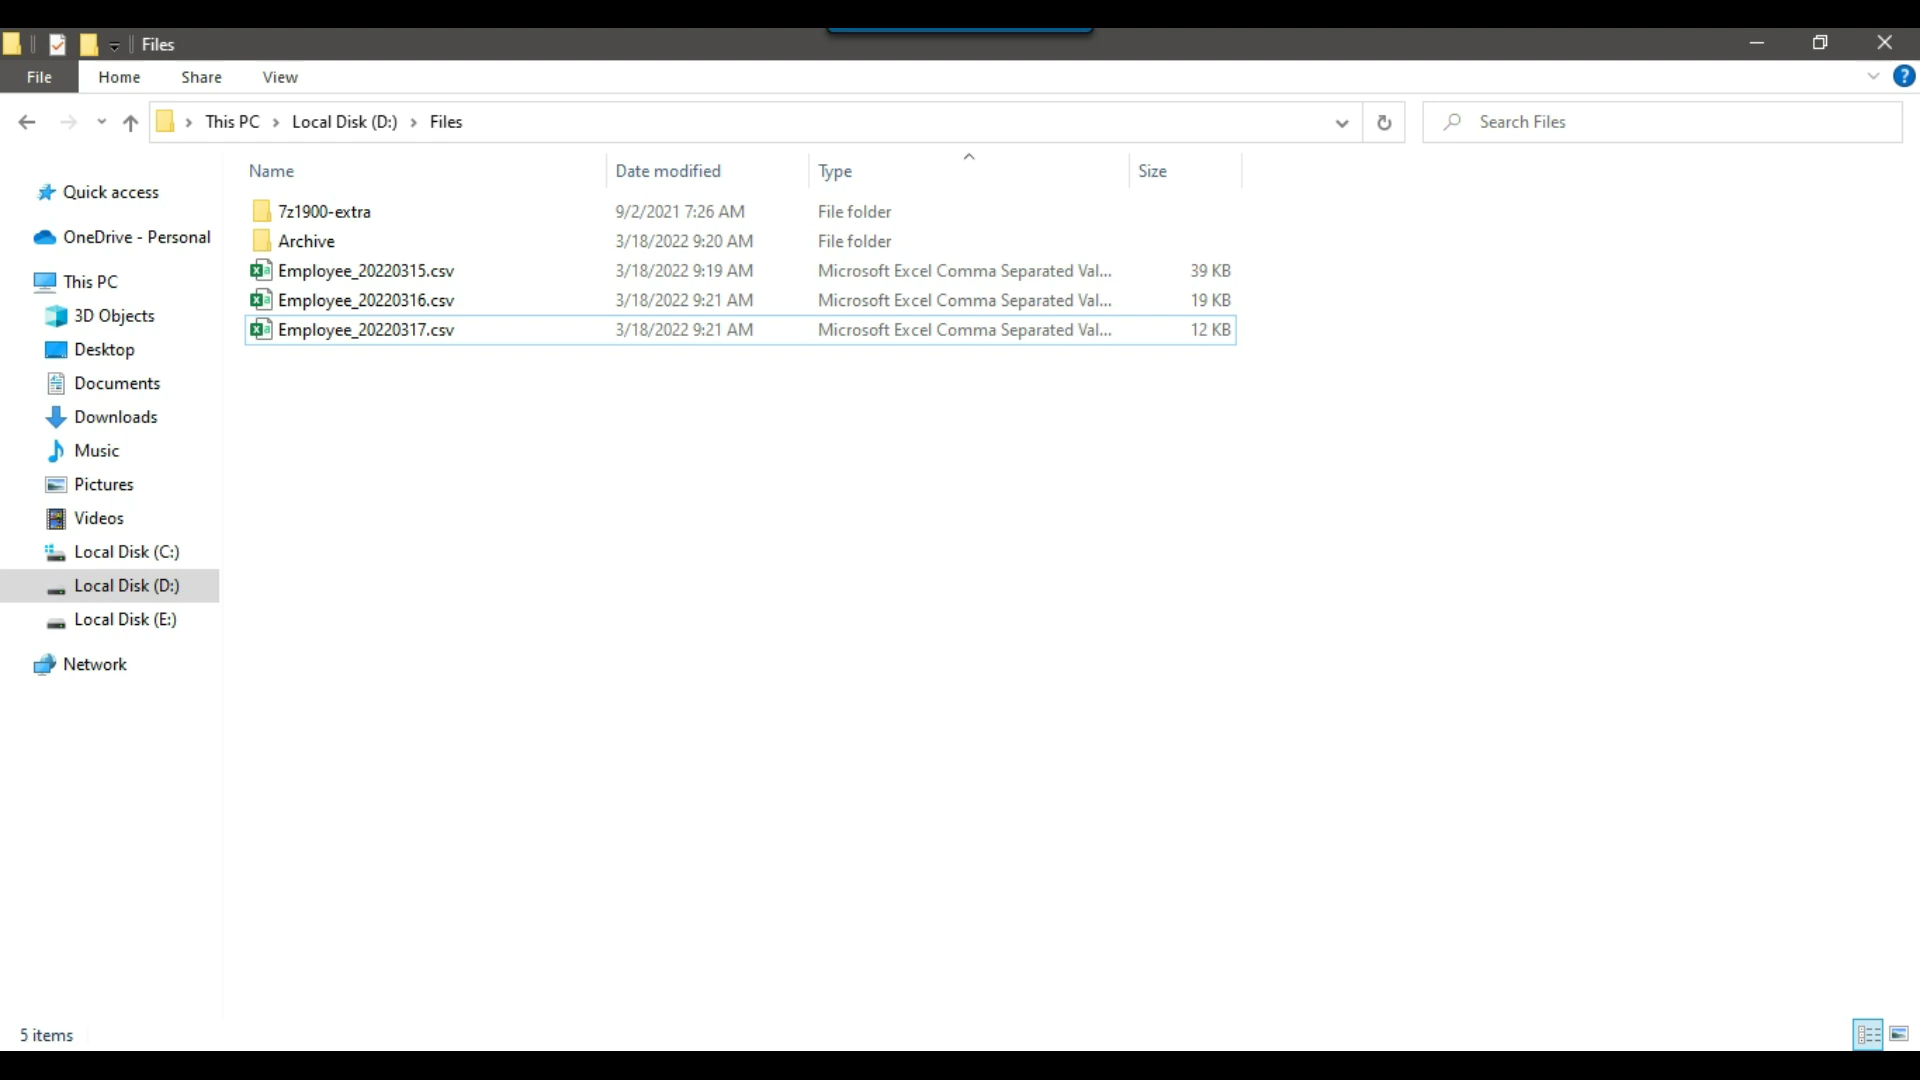 Files
File Home Share View
This PC Local Disk (D:) Files
Search Files
Name Date modified Type Size
7z1900-extra 9/2/2021 7:26 AM File folder
Archive 3/18/2022 9:20 AM File folder
Employee_20220315.csv 3/18/2022 9:19 AM Microsoft Excel Comma Separated Val... 39 KB
Employee_20220316.csv 3/18/2022 9:21 AM Microsoft Excel Comma Separated Val... 19 KB
Employee_20220317.csv 3/18/2022 9:21 AM Microsoft Excel Comma Separated Val... 12 KB
Quick access
OneDrive - Personal
This PC
3D Objects
Desktop
Documents
Downloads
Music
Pictures
Videos
Local Disk (C:)
Local Disk (D:)
Local Disk (E:)
Network
5 items